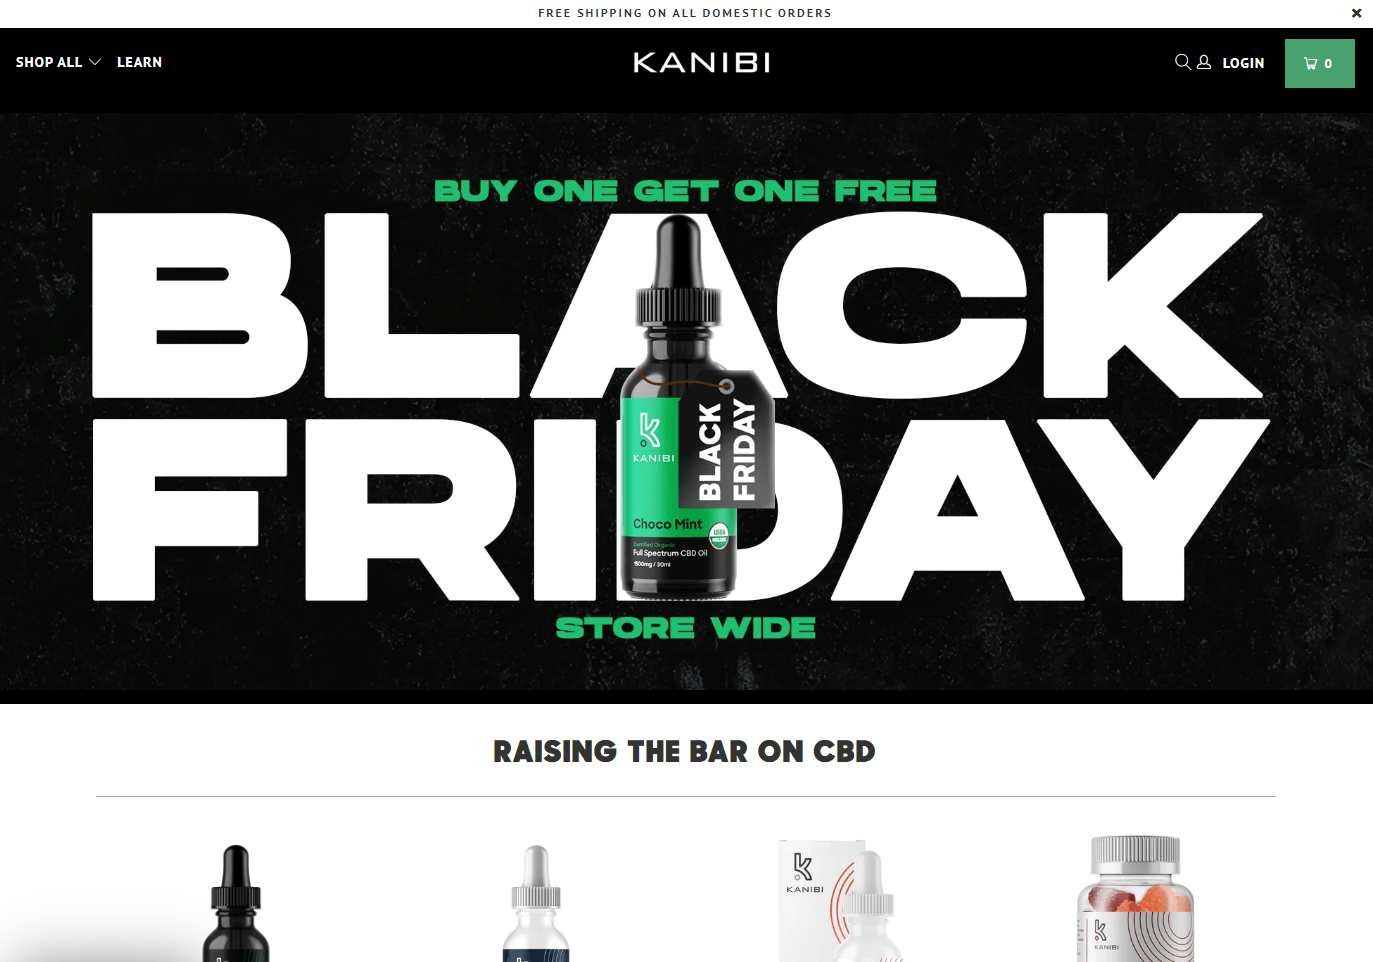 FREE SHIPPING ON ALL DOMESTIC ORDERS
SHOP ALL LEARN
KANIBI
LOGIN
0
BUY ONE GET ONE FREE
BLACK
FRIDAY
KANIBI
BLACK
FRIDAY
Choco Mint
USDA
ORGANIC
Certified Organic
Full Spectrum CBD Oil
1500mg / 30ml
STORE WIDE
RAISING THE BAR ON CBD
KANIBI
KANIBI